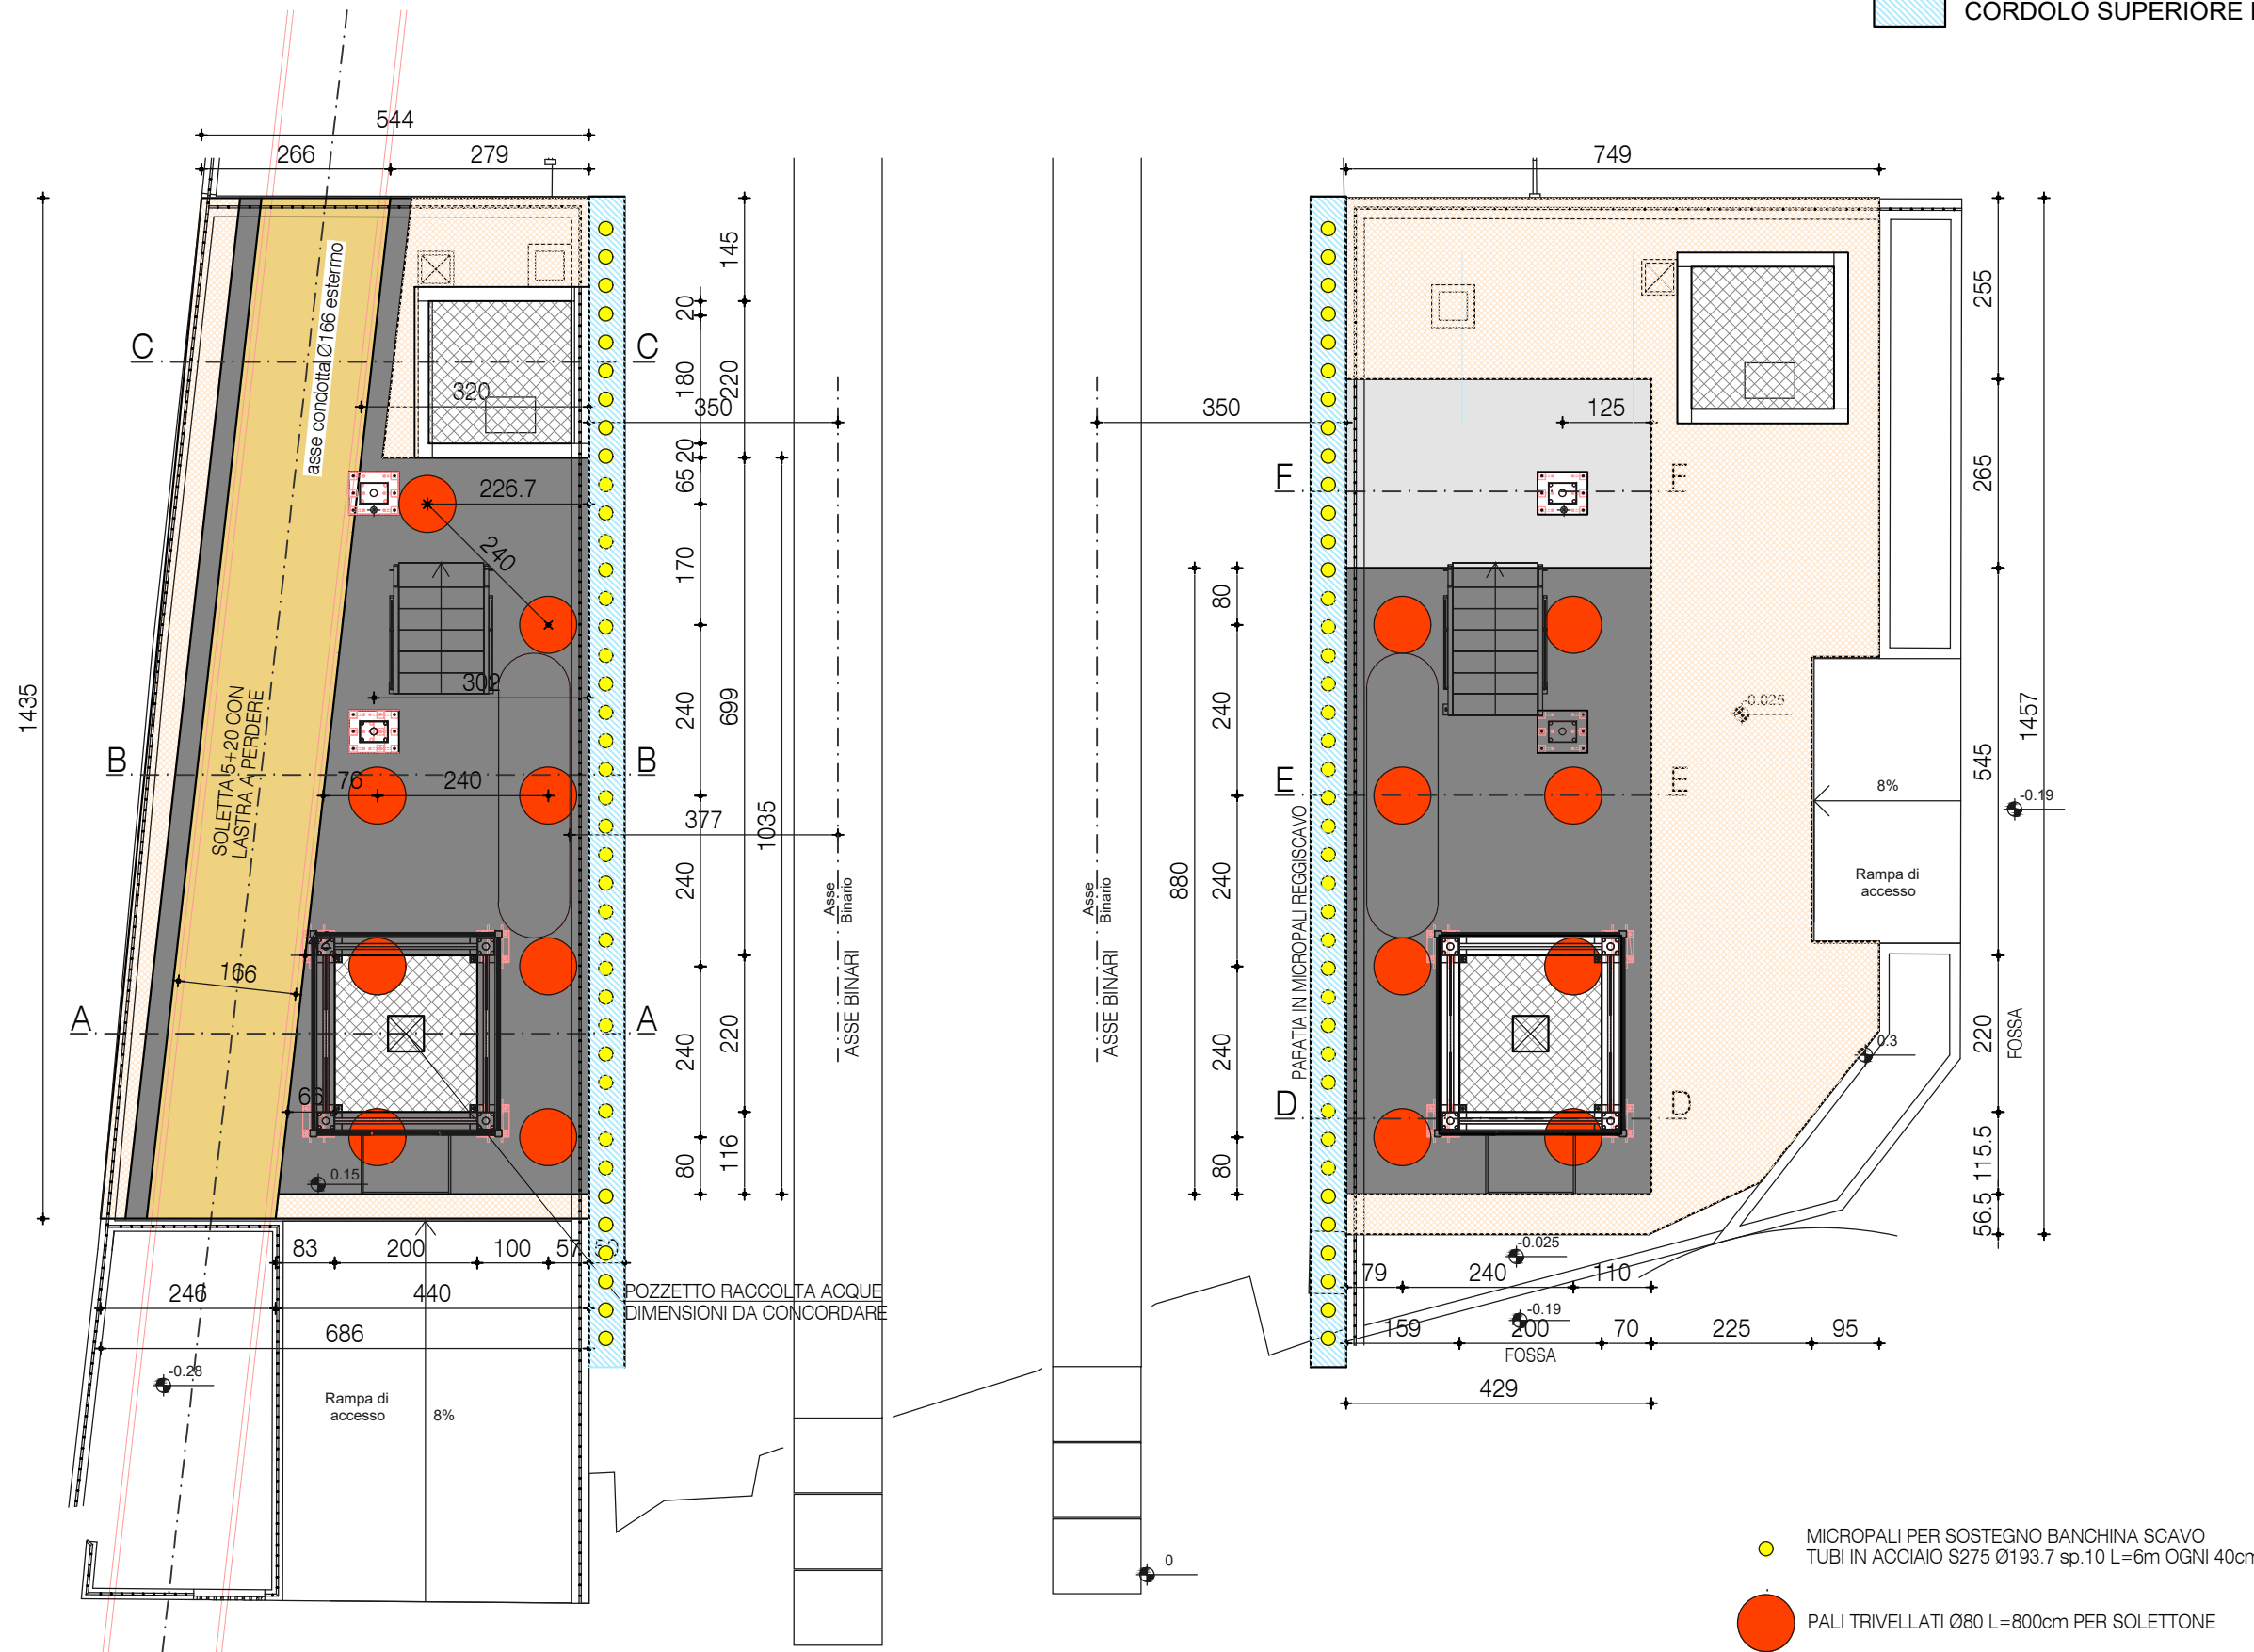 CORDOLO SUPERIORE
544
266
279
749
145
20
180
220
20
65
320
350
350
125
255
265
asse condotta Ø166 esterno
C
C
226.7
240
170
F
F
1435
302
240
699
80
240
545
1457
-0.025
SOLETTA 5+20 CON
LASTRA A PERDERE
B
B
76
240
377
1035
240
E
E
880
240
PARATIA IN MICROPALI REGGISCAVO
8%
-0.19
Rampa di
accesso
Asse
Binario
ASSE BINARI
Asse
Binario
ASSE BINARI
166
A
A
240
220
240
220
FOSSA
0.3
66
D
D
0.15
80
116
80
115.5
56.5
83
200
100
57
50
-0.025
79
240
110
246
440
POZZETTO RACCOLTA ACQUE
DIMENSIONI DA CONCORDARE
-0.19
686
159
200
70
225
95
FOSSA
-0.28
429
Rampa di
accesso
8%
0
MICROPALI PER SOSTEGNO BANCHINA SCAVO
TUBI IN ACCIAIO S275 Ø193.7 sp.10 L=6m OGNI 40cm
PALI TRIVELLATI Ø80 L=800cm PER SOLETTONE